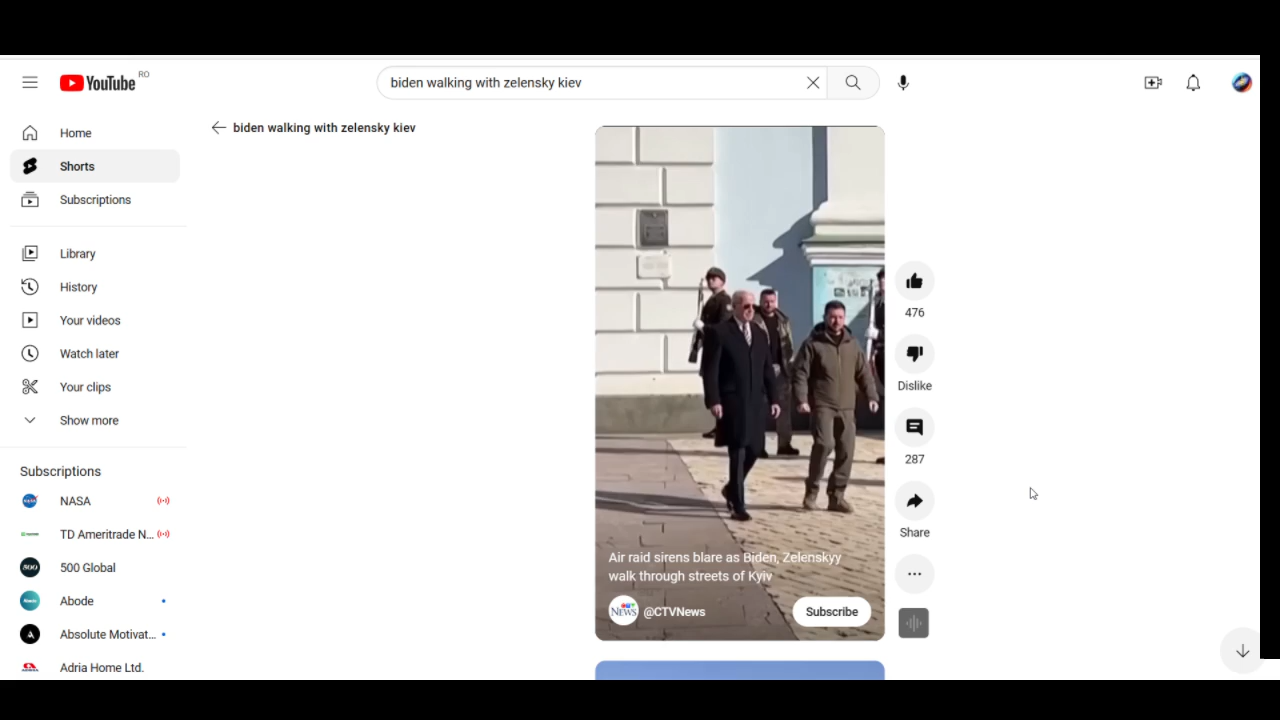 YouTube RO
biden walking with zelensky kiev
Home
Shorts
Subscriptions
Library
History
Your videos
Watch later
Your clips
Show more
Subscriptions
NASA
TD Ameritrade N...
500 Global
Abode
Absolute Motivat...
Adria Home Ltd.
biden walking with zelensky kiev
Air raid sirens blare as Biden, Zelenskyy
walk through streets of Kyiv
NEWS @CTVNews
Subscribe
476
Dislike
287
Share